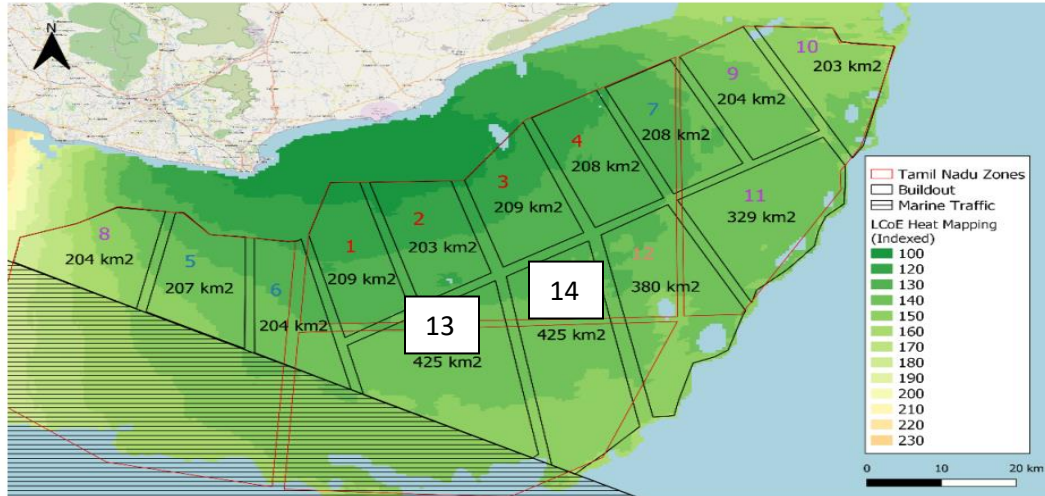 N
10
203 km2
9
204 km2
7
208 km2
4
208 km2
3
209 km2
11
329 km2
2
203 km2
1
209 km2
8
204 km2
5
207 km2
6
204 km2
12
380 km2
13
425 km2
14
425 km2
Tamil Nadu Zones
Buildout
Marine Traffic
LCoE Heat Mapping
(Indexed)
100
120
130
140
150
160
170
180
190
200
210
220
230
0 10 20 km